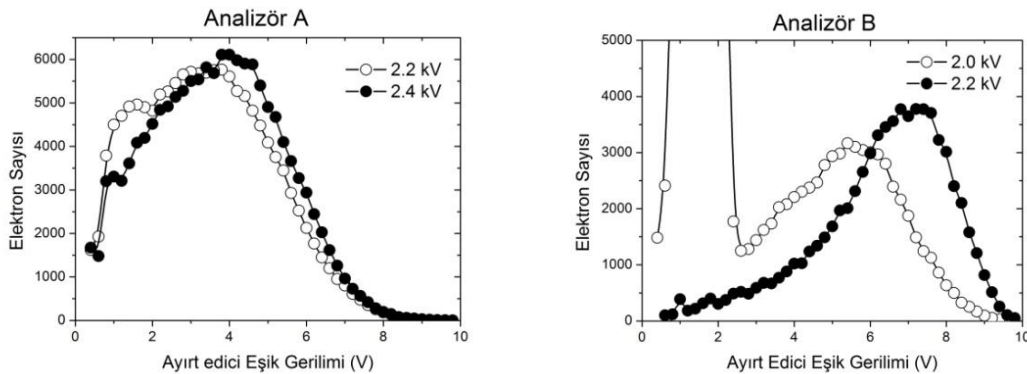 Analizör A
6000
5000
4000
3000
2000
1000
0
0 2 4 6 8 10
2.2 kV
2.4 kV
Elektron Sayısı
Ayırt edici Eşik Gerilimi (V)
Analizör B
5000
4000
3000
2000
1000
0
0 2 4 6 8 10
2.0 kV
2.2 kV
Elektron Sayısı
Ayırt Edici Eşik Gerilimi (V)